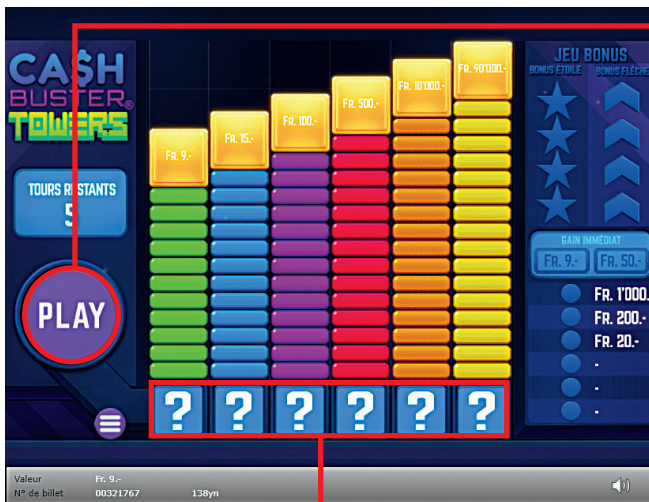 CA$H
BUSTER®
TOWERS
TOURS RESTANTS
5
PLAY
FR. 9.-
FR. 15.-
FR. 100.-
FR. 500.-
FR. 10'000.-
FR. 90'000.-
? ? ? ? ? ?
JEU BONUS
BONUS ÉTOILE BONUS FLÈCHE
GAIN IMMÉDIAT
FR. 9.- FR. 50.-
FR. 1'000.
FR. 200.-
FR. 20.-
-
-
-
Valeur Fr. 9.-
N° de billet 00321767 138yn